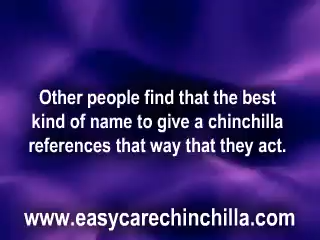 Other people find that the best
kind of name to give a chinchilla
references that way that they act.
www.easycarechinchilla.com